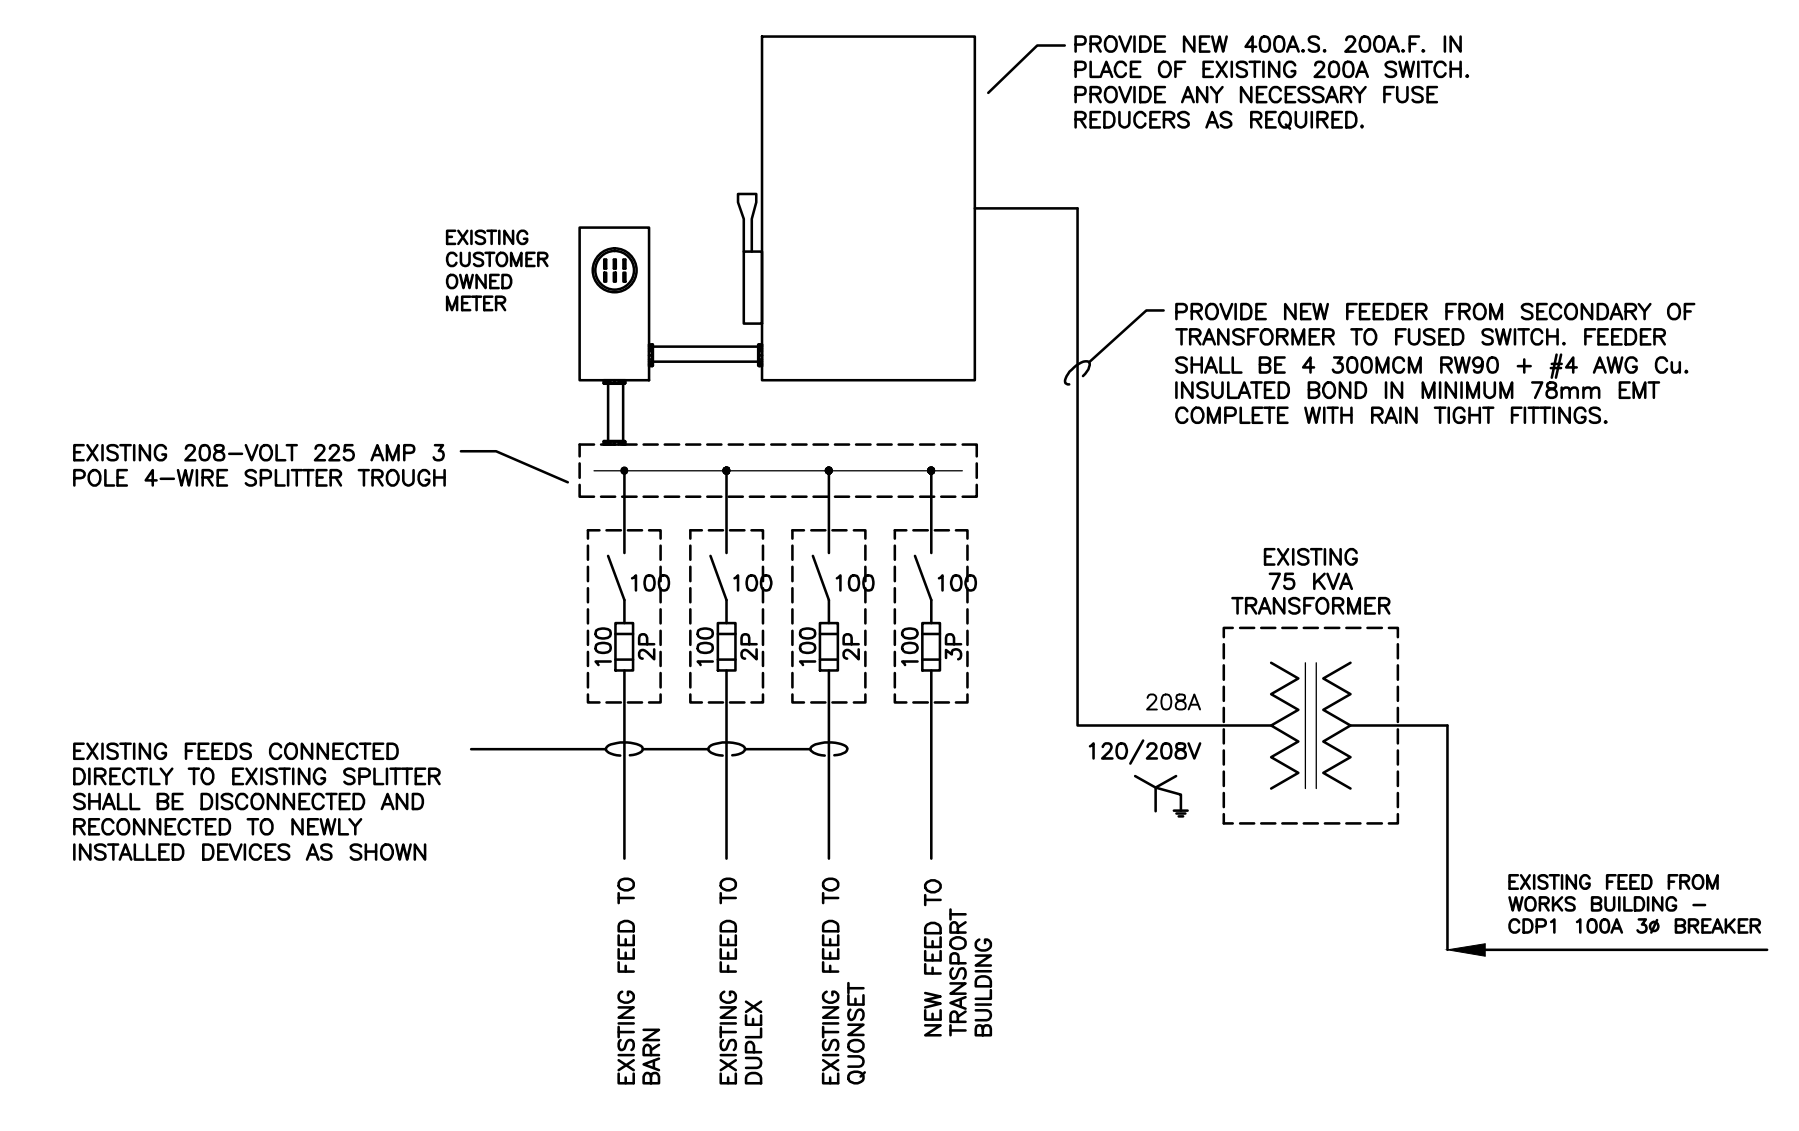 PROVIDE NEW 400A.S. 200A.F. IN
PLACE OF EXISTING 200A SWITCH.
PROVIDE ANY NECESSARY FUSE
REDUCERS AS REQUIRED.
EXISTING
CUSTOMER
OWNED
METER
PROVIDE NEW FEEDER FROM SECONDARY OF
TRANSFORMER TO FUSED SWITCH. FEEDER
SHALL BE 4 300MCM RW90 + #4 AWG Cu.
INSULATED BOND IN MINIMUM 78mm EMT
COMPLETE WITH RAIN TIGHT FITTINGS.
EXISTING 208-VOLT 225 AMP 3
POLE 4-WIRE SPLITTER TROUGH
100
100
2P
100
100
2P
100
100
2P
100
100
3P
EXISTING
75 KVA
TRANSFORMER
208A
120/208V
EXISTING FEEDS CONNECTED
DIRECTLY TO EXISTING SPLITTER
SHALL BE DISCONNECTED AND
RECONNECTED TO NEWLY
INSTALLED DEVICES AS SHOWN
EXISTING FEED TO
BARN
EXISTING FEED TO
DUPLEX
EXISTING FEED TO
QUONSET
NEW FEED TO
TRANSPORT
BUILDING
EXISTING FEED FROM
WORKS BUILDING -
CDP1 100A 3ø BREAKER